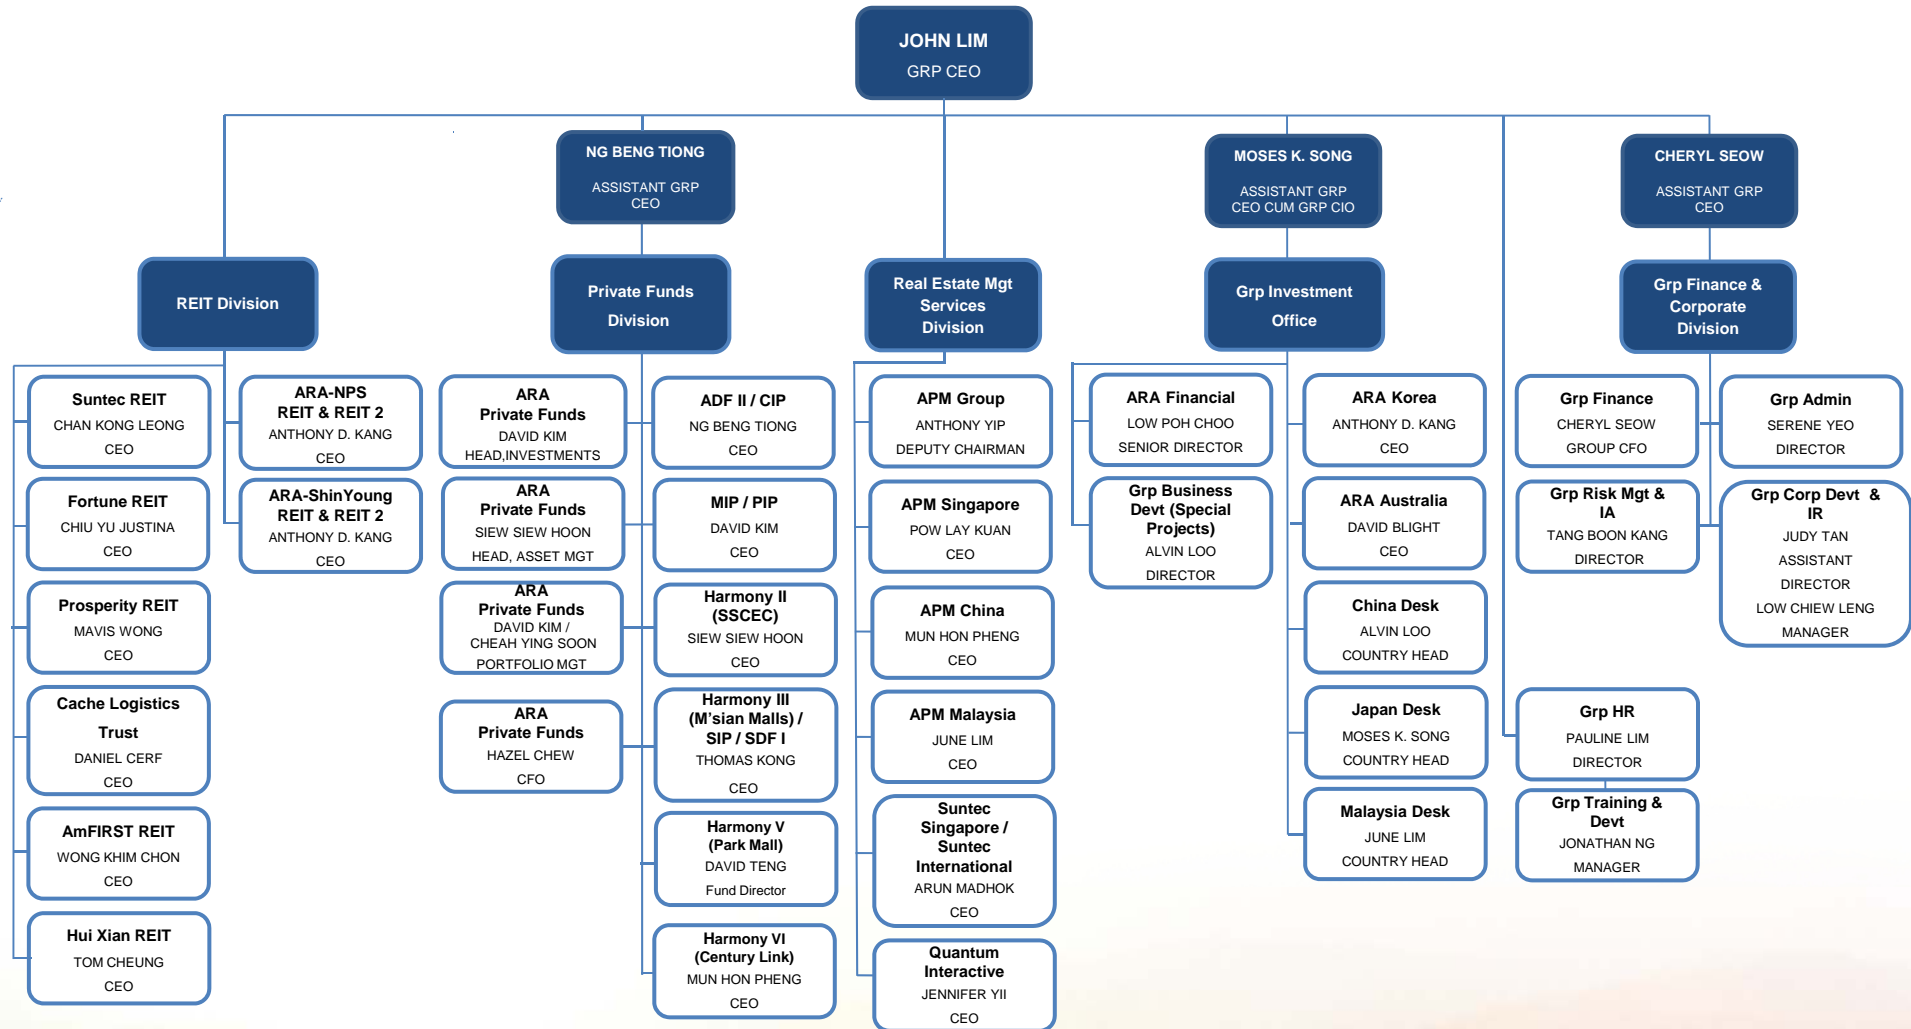 JOHN LIM
GRP CEO
NG BENG TIONG
ASSISTANT GRP
CEO
MOSES K. SONG
ASSISTANT GRP
CEO CUM GRP CIO
CHERYL SEOW
ASSISTANT GRP
CEO
REIT Division
Private Funds
Division
Real Estate Mgt
Services
Division
Grp Investment
Office
Grp Finance &
Corporate
Division
Suntec REIT
CHAN KONG LEONG
CEO
Fortune REIT
CHIU YU JUSTINA
CEO
Prosperity REIT
MAVIS WONG
CEO
Cache Logistics
Trust
DANIEL CERF
CEO
AmFIRST REIT
WONG KHIM CHON
CEO
Hui Xian REIT
TOM CHEUNG
CEO
ARA-NPS
REIT & REIT 2
ANTHONY D. KANG
CEO
ARA-ShinYoung
REIT & REIT 2
ANTHONY D. KANG
CEO
ARA
Private Funds
DAVID KIM
HEAD,INVESTMENTS
ARA
Private Funds
SIEW SIEW HOON
HEAD, ASSET MGT
ARA
Private Funds
DAVID KIM /
CHEAH YING SOON
PORTFOLIO MGT
ARA
Private Funds
HAZEL CHEW
CFO
ADF II / CIP
NG BENG TIONG
CEO
MIP / PIP
DAVID KIM
CEO
Harmony II
(SSCEC)
SIEW SIEW HOON
CEO
Harmony III
(M'sian Malls) /
SIP / SDF I
THOMAS KONG
CEO
Harmony V
(Park Mall)
DAVID TENG
Fund Director
Harmony VI
(Century Link)
MUN HON PHENG
CEO
APM Group
ANTHONY YIP
DEPUTY CHAIRMAN
APM Singapore
POW LAY KUAN
CEO
APM China
MUN HON PHENG
CEO
APM Malaysia
JUNE LIM
CEO
Suntec
Singapore /
Suntec
International
ARUN MADHOK
CEO
Quantum
Interactive
JENNIFER YII
CEO
ARA Financial
LOW POH CHOO
SENIOR DIRECTOR
Grp Business
Devt (Special
Projects)
ALVIN LOO
DIRECTOR
ARA Korea
ANTHONY D. KANG
CEO
ARA Australia
DAVID BLIGHT
CEO
China Desk
ALVIN LOO
COUNTRY HEAD
Japan Desk
MOSES K. SONG
COUNTRY HEAD
Malaysia Desk
JUNE LIM
COUNTRY HEAD
Grp Finance
CHERYL SEOW
GROUP CFO
Grp Risk Mgt &
IA
TANG BOON KANG
DIRECTOR
Grp Admin
SERENE YEO
DIRECTOR
Grp Corp Devt &
IR
JUDY TAN
ASSISTANT
DIRECTOR
LOW CHIEW LENG
MANAGER
Grp HR
PAULINE LIM
DIRECTOR
Grp Training &
Devt
JONATHAN NG
MANAGER